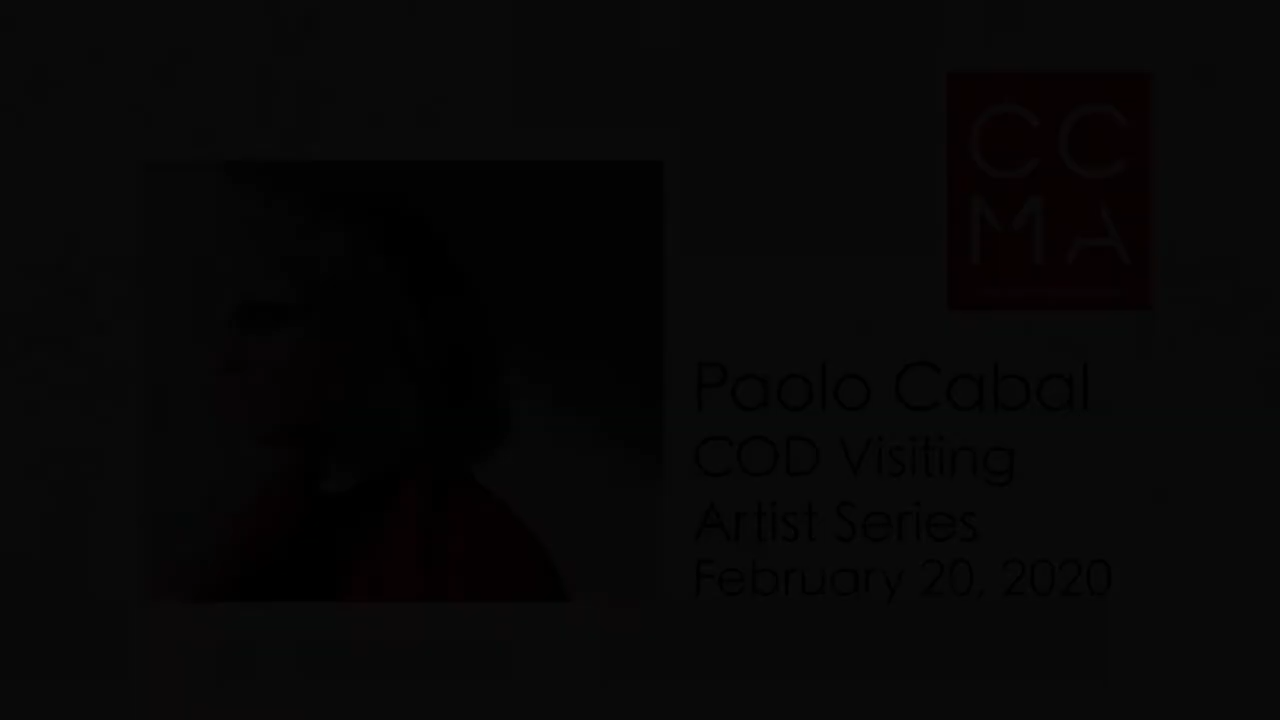 CC
MA
Paolo Cabal
COD Visiting
Artist Series
February 20, 2020